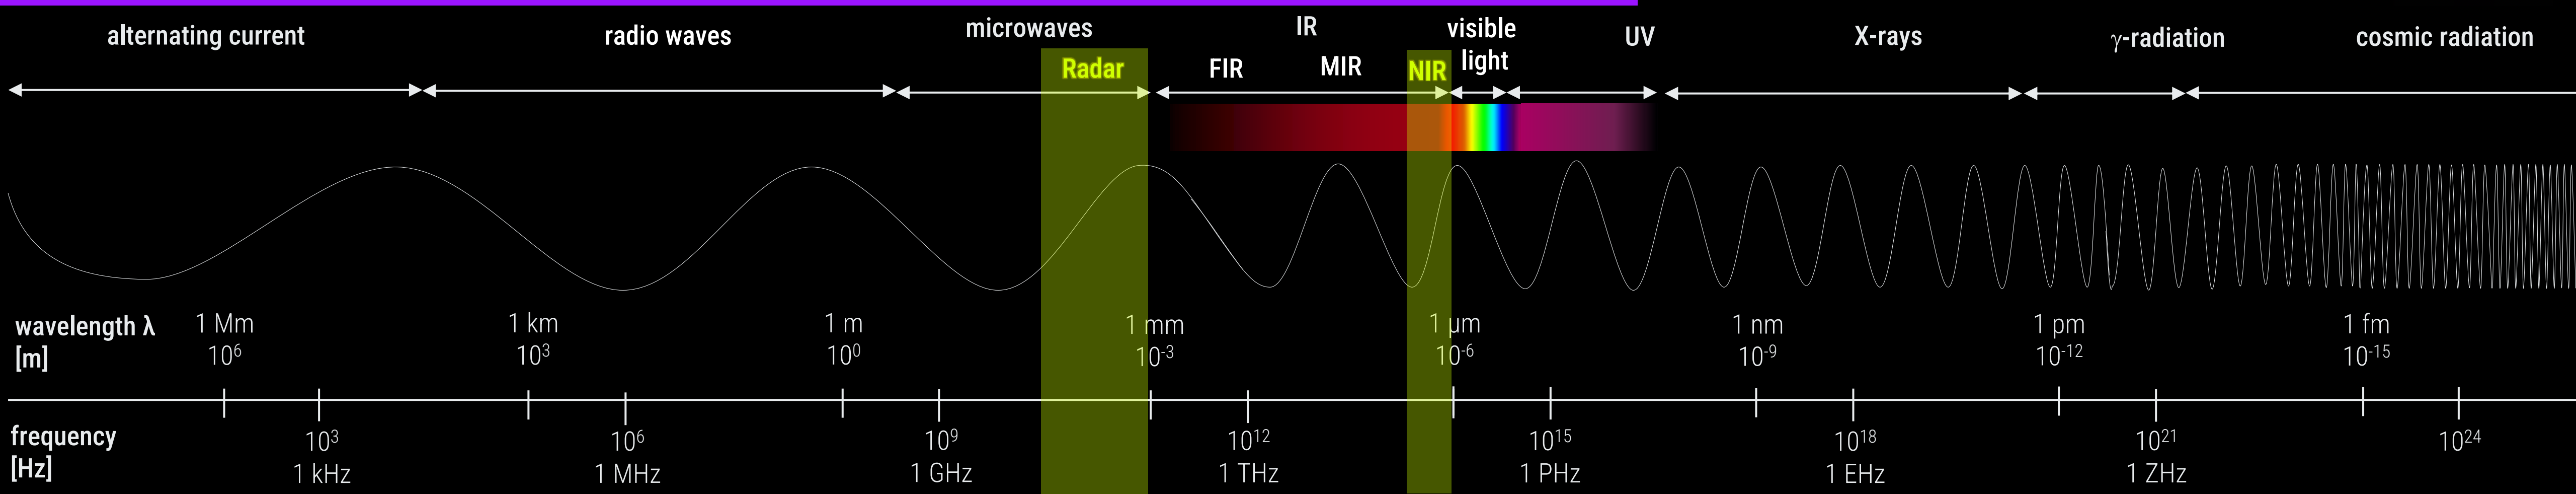 alternating current
radio waves
microwaves
Radar
IR
FIR
MIR
NIR
visible
light
UV
X-rays
γ-radiation
cosmic radiation
wavelength λ
[m]
1 Mm
10⁶
1 km
10³
1 m
10⁰
1 mm
10⁻³
1 µm
10⁻⁶
1 nm
10⁻⁹
1 pm
10⁻¹²
1 fm
10⁻¹⁵
frequency
[Hz]
10³
1 kHz
10⁶
1 MHz
10⁹
1 GHz
10¹²
1 THz
10¹⁵
1 PHz
10¹⁸
1 EHz
10²¹
1 ZHz
10²⁴